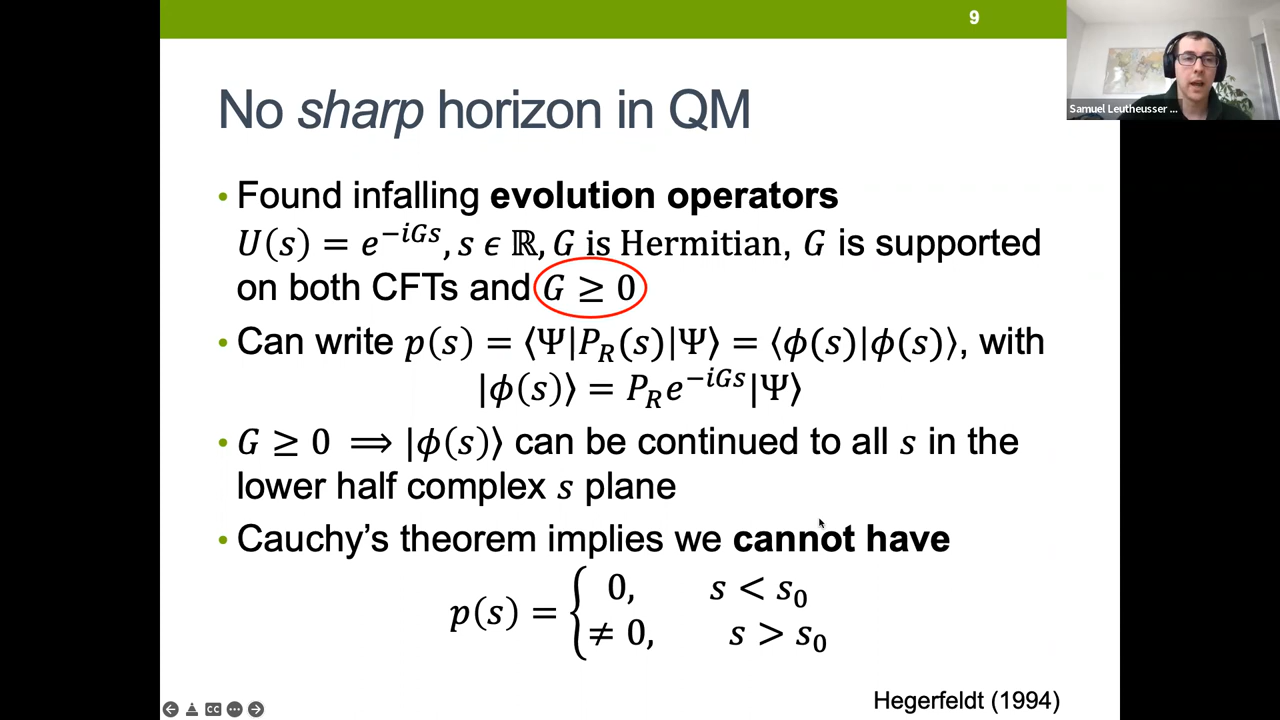 9
Samuel Leutheusser ...
No sharp horizon in QM
• Found infalling evolution operators
U(s) = e^{-iGs}, s ϵ ℝ, G is Hermitian, G is supported
on both CFTs and G ≥ 0
• Can write p(s) = ⟨Ψ|P_R(s)|Ψ⟩ = ⟨ϕ(s)|ϕ(s)⟩, with
|ϕ(s)⟩ = P_R e^{-iGs}|Ψ⟩
• G ≥ 0 ⟹ |ϕ(s)⟩ can be continued to all s in the
lower half complex s plane
• Cauchy’s theorem implies we cannot have
p(s) = { 0, s < s_0
≠ 0, s > s_0
Hegerfeldt (1994)
CC